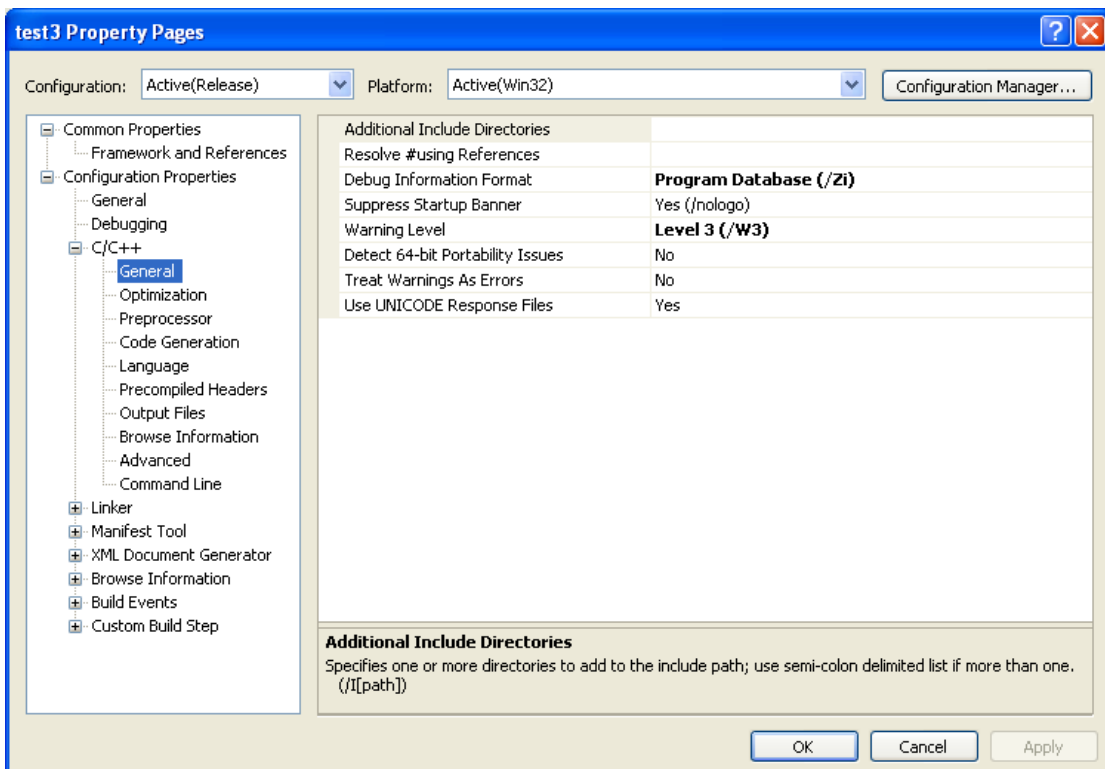 test3 Property Pages
Configuration: Active(Release) Platform: Active(Win32) Configuration Manager...
Common Properties
Framework and References
Configuration Properties
General
Debugging
C/C++
General
Optimization
Preprocessor
Code Generation
Language
Precompiled Headers
Output Files
Browse Information
Advanced
Command Line
Linker
Manifest Tool
XML Document Generator
Browse Information
Build Events
Custom Build Step
Additional Include Directories
Resolve #using References
Debug Information Format Program Database (/Zi)
Suppress Startup Banner Yes (/nologo)
Warning Level Level 3 (/W3)
Detect 64-bit Portability Issues No
Treat Warnings As Errors No
Use UNICODE Response Files Yes
Additional Include Directories
Specifies one or more directories to add to the include path; use semi-colon delimited list if more than one.
(/I[path])
OK Cancel Apply